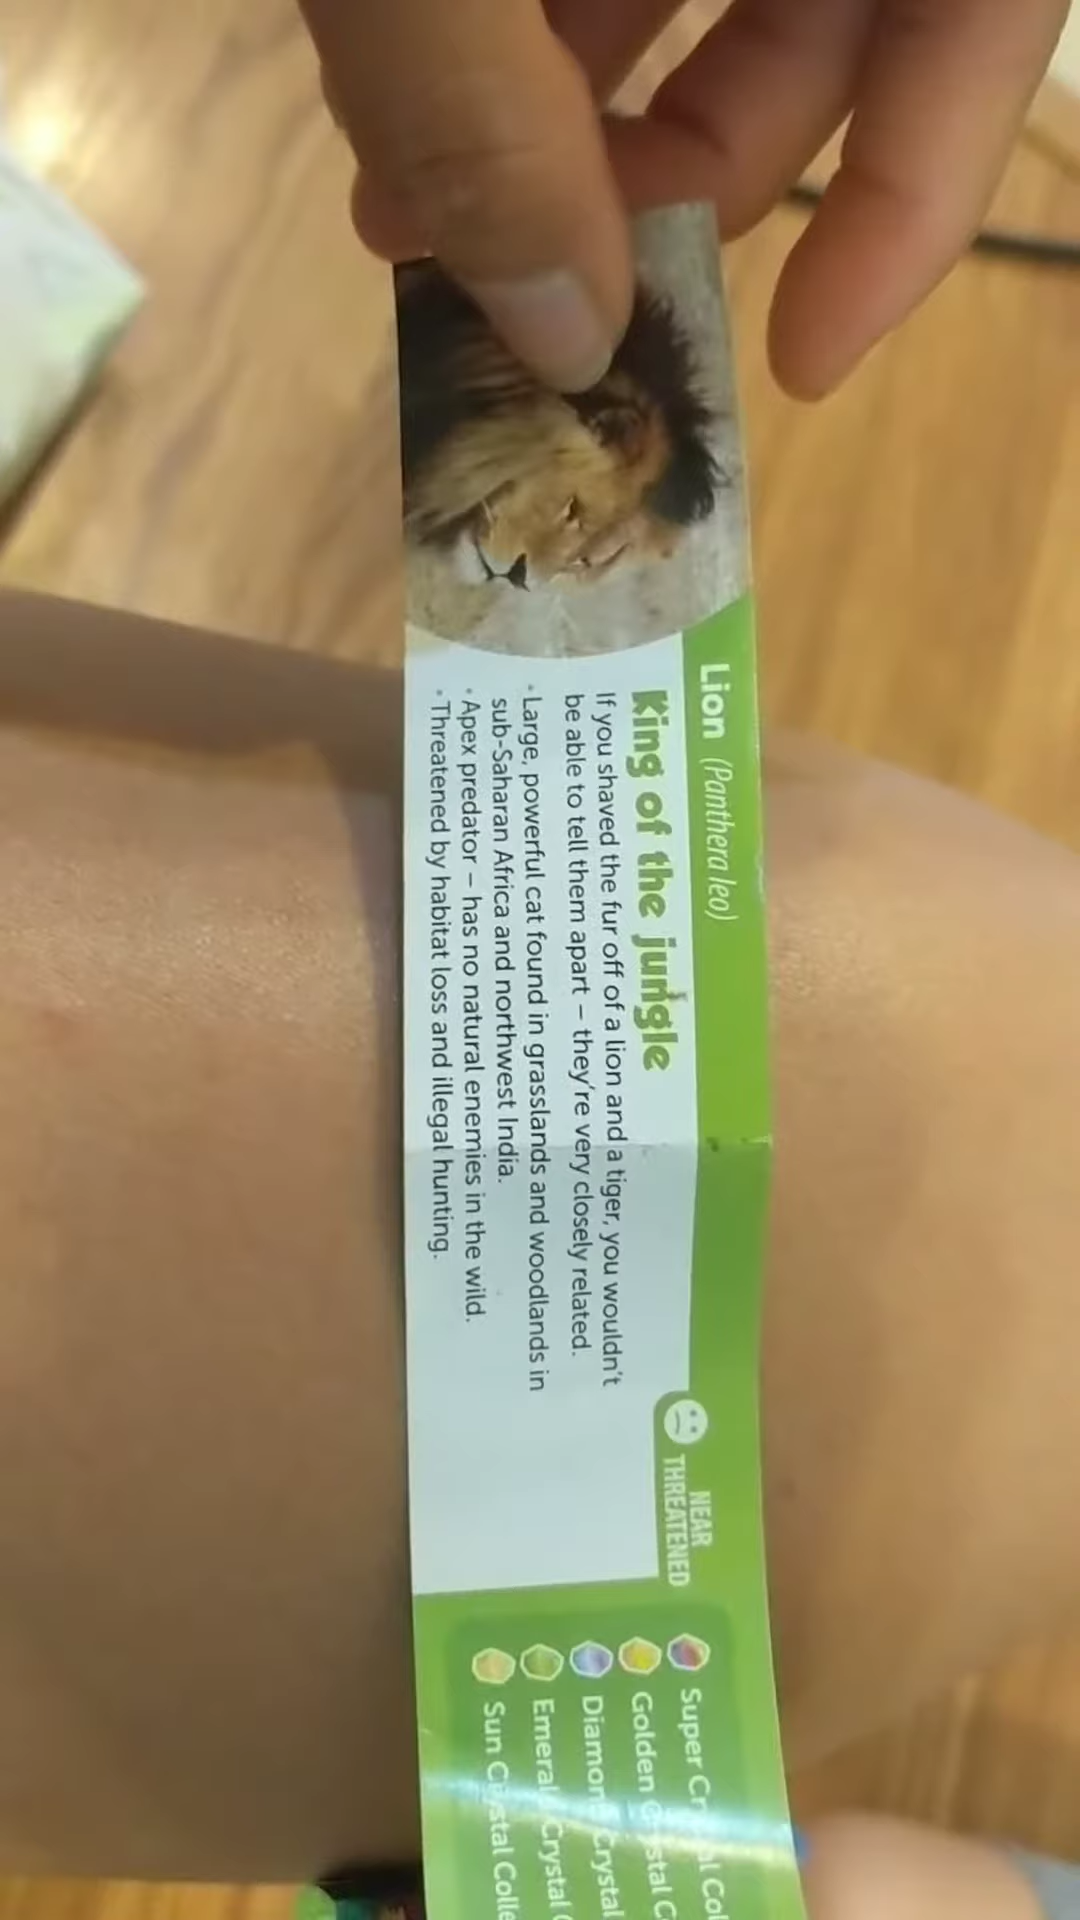 Lion (Panthera leo)
King of the jungle
If you shaved the fur off of a lion and a tiger, you wouldn't
be able to tell them apart – they're very closely related.
• Large, powerful cat found in grasslands and woodlands in
sub-Saharan Africa and northwest India.
• Apex predator – has no natural enemies in the wild.
• Threatened by habitat loss and illegal hunting.
NEAR
THREATENED
Super
Golden
Diamond Crystal
Emerald Crystal
Sun Crystal